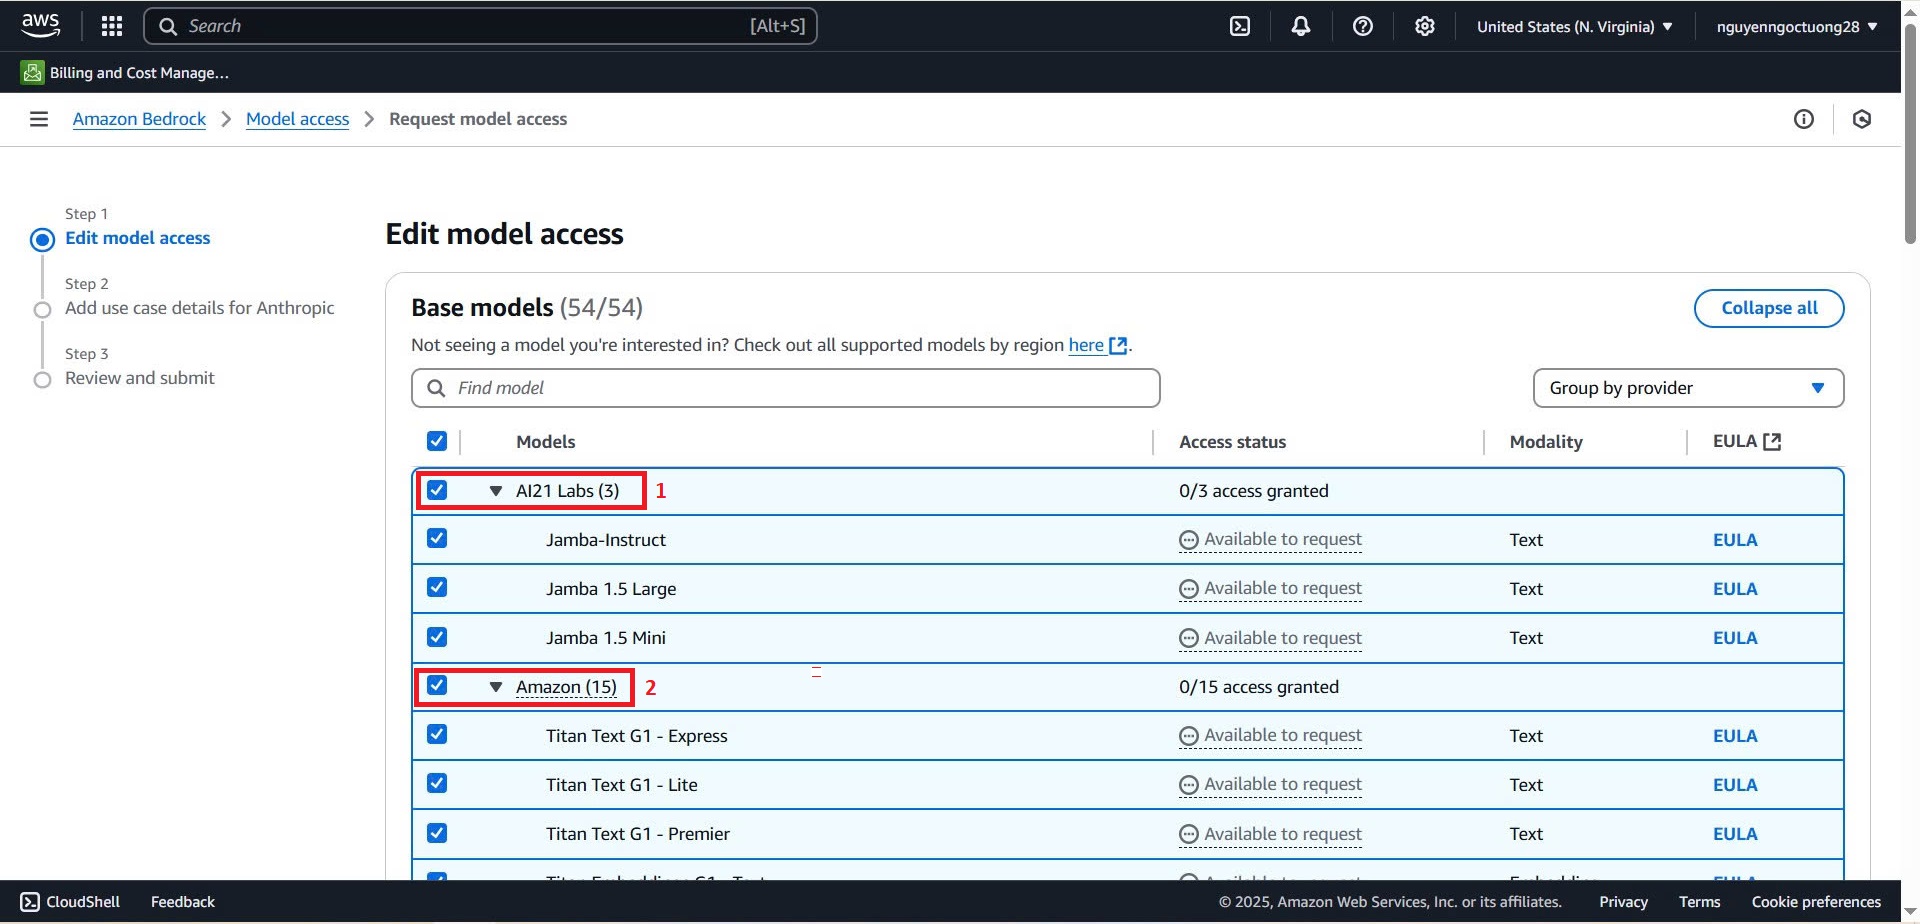 aws
Search [Alt+S]
United States (N. Virginia)
nguyenngoctuong28
Billing and Cost Manage...
Amazon Bedrock
Model access
Request model access
Step 1
Edit model access
Step 2
Add use case details for Anthropic
Step 3
Review and submit
Edit model access
Base models (54/54)
Collapse all
Not seeing a model you're interested in? Check out all supported models by region here.
Find model
Group by provider
Models Access status Modality EULA
AI21 Labs (3) 1 0/3 access granted
Jamba-Instruct Available to request Text EULA
Jamba 1.5 Large Available to request Text EULA
Jamba 1.5 Mini Available to request Text EULA
Amazon (15) 2 0/15 access granted
Titan Text G1 - Express Available to request Text EULA
Titan Text G1 - Lite Available to request Text EULA
Titan Text G1 - Premier Available to request Text EULA
CloudShell
Feedback
© 2025, Amazon Web Services, Inc. or its affiliates.
Privacy
Terms
Cookie preferences